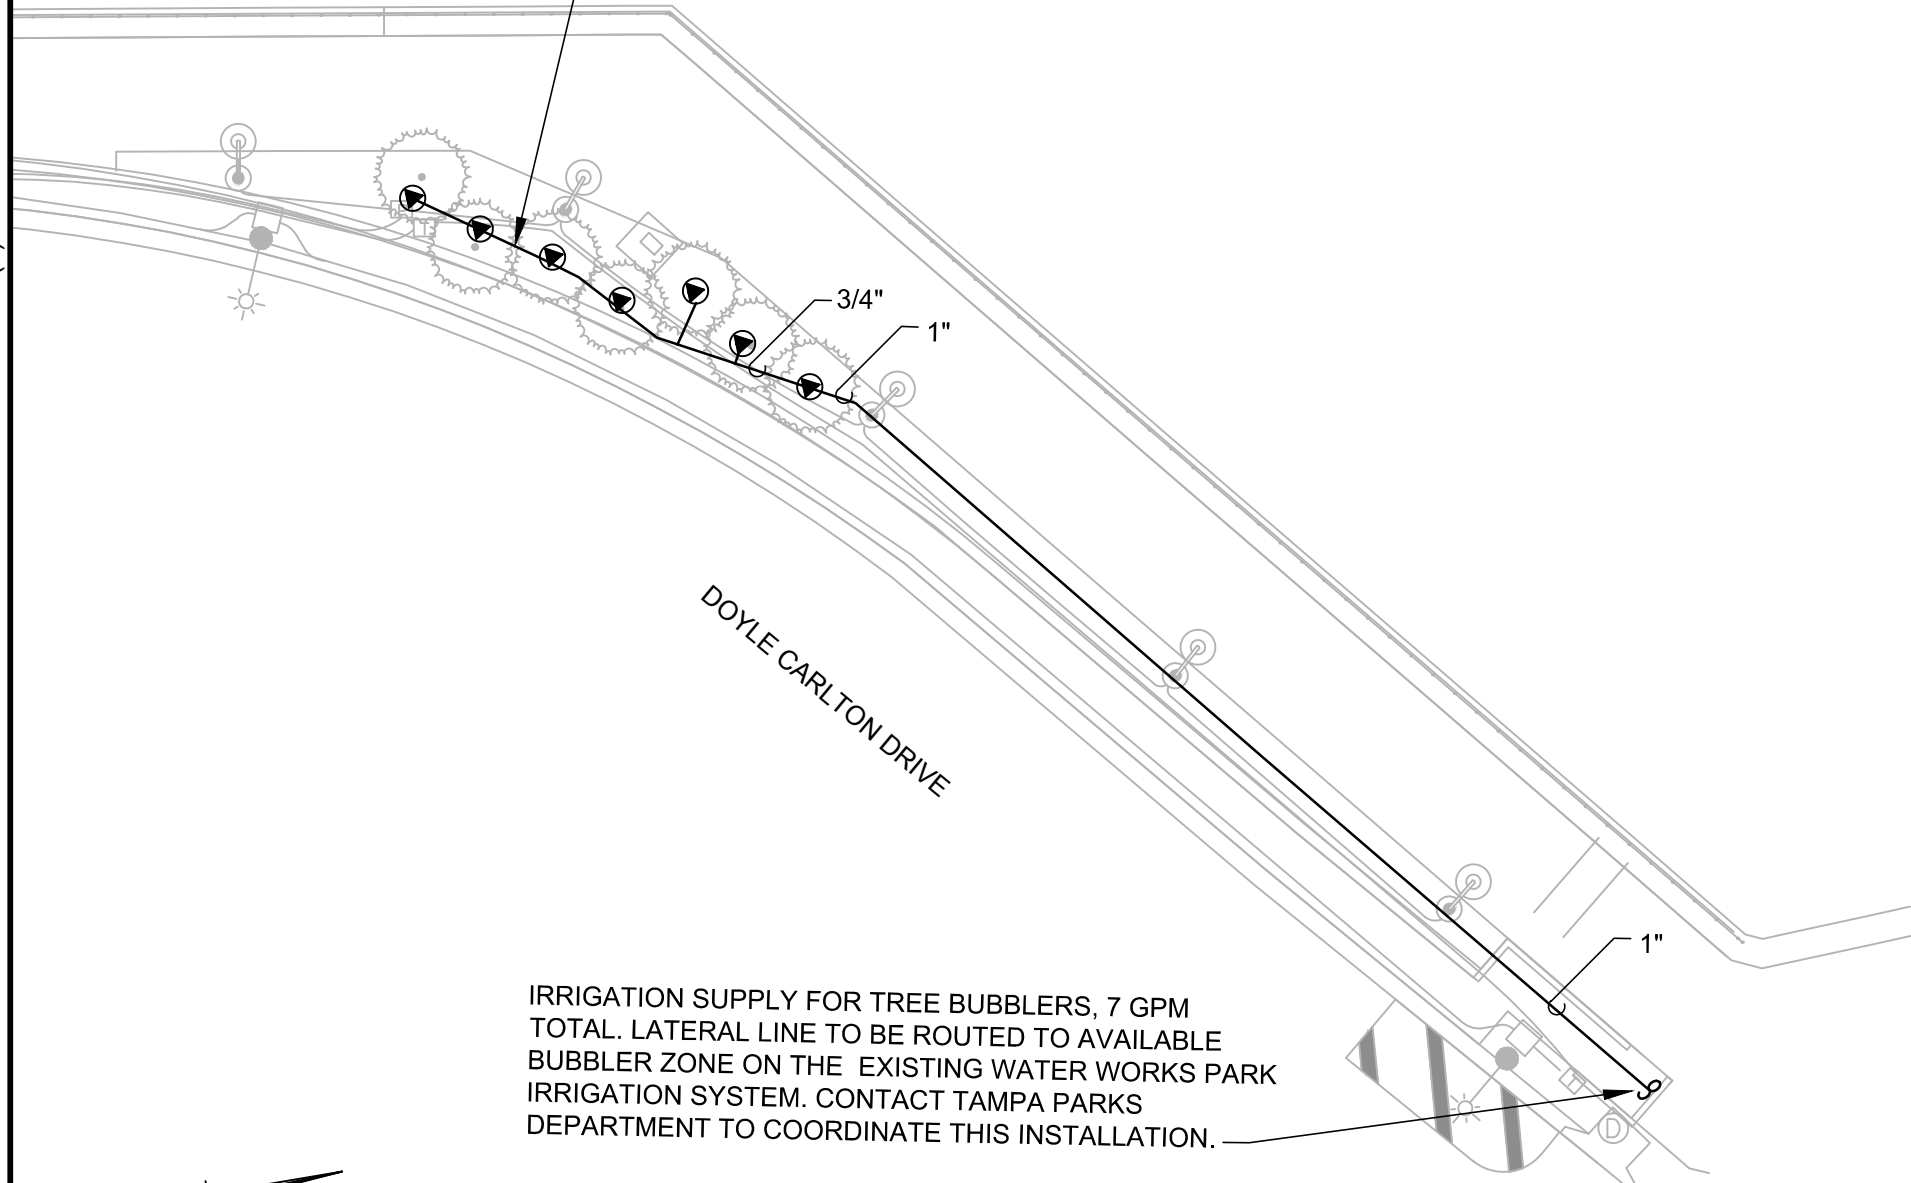 3/4"
1"
DOYLE CARLTON DRIVE
1"
IRRIGATION SUPPLY FOR TREE BUBBLERS, 7 GPM
TOTAL. LATERAL LINE TO BE ROUTED TO AVAILABLE
BUBBLER ZONE ON THE EXISTING WATER WORKS PARK
IRRIGATION SYSTEM. CONTACT TAMPA PARKS
DEPARTMENT TO COORDINATE THIS INSTALLATION.
D